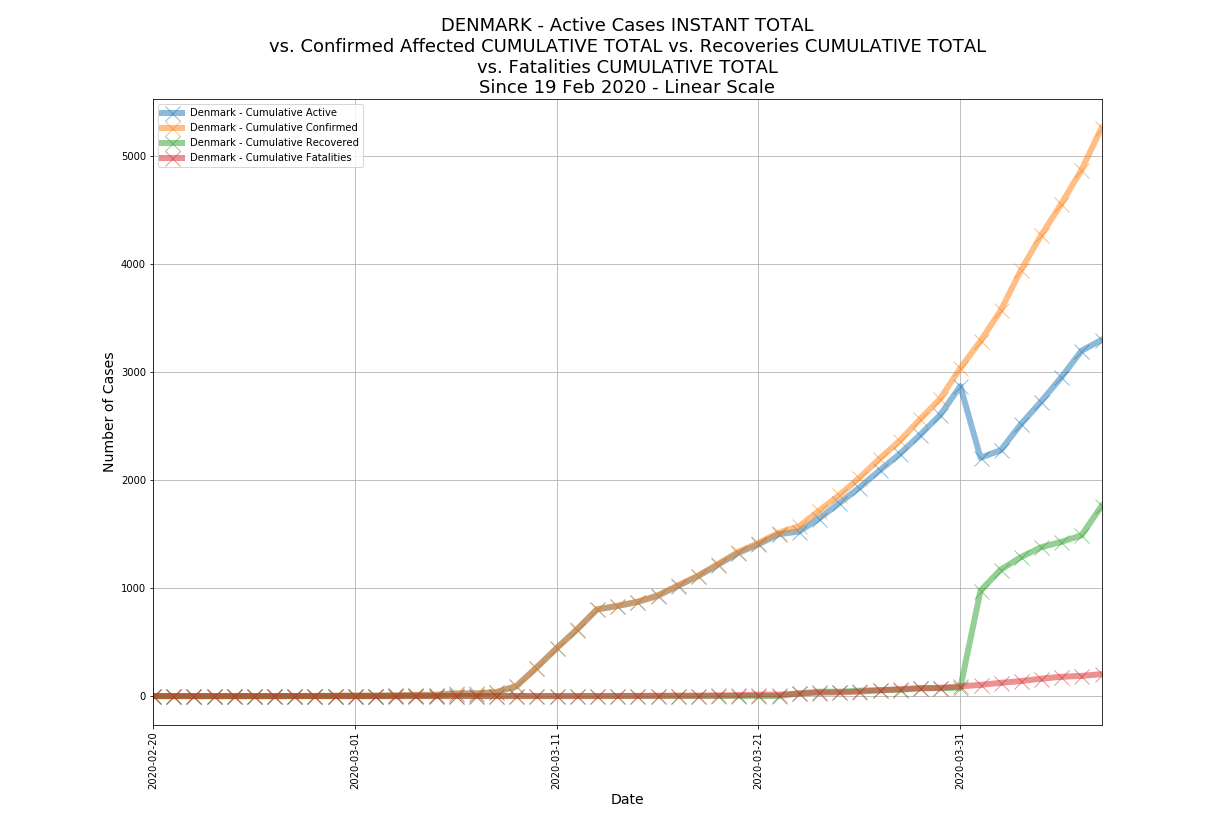 DENMARK - Active Cases INSTANT TOTAL
vs. Confirmed Affected CUMULATIVE TOTAL vs. Recoveries CUMULATIVE TOTAL
vs. Fatalities CUMULATIVE TOTAL
Since 19 Feb 2020 - Linear Scale
Denmark - Cumulative Active
Denmark - Cumulative Confirmed
Denmark - Cumulative Recovered
Denmark - Cumulative Fatalities
Number of Cases
5000
4000
3000
2000
1000
0
2020-02-20
2020-03-01
2020-03-11
2020-03-21
2020-03-31
Date